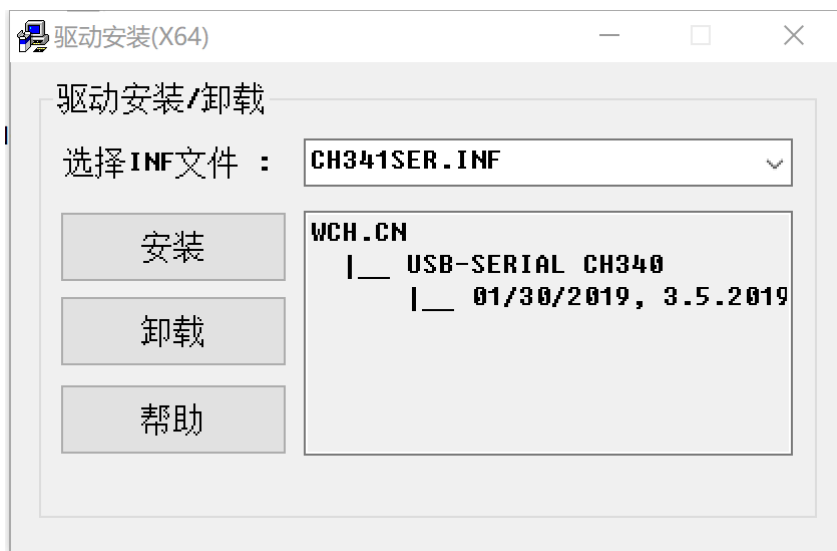 驱动安装(X64)
驱动安装/卸载
选择INF文件 : CH341SER.INF
安装
卸载
帮助
WCH.CN
|__ USB-SERIAL CH340
|__ 01/30/2019, 3.5.2019